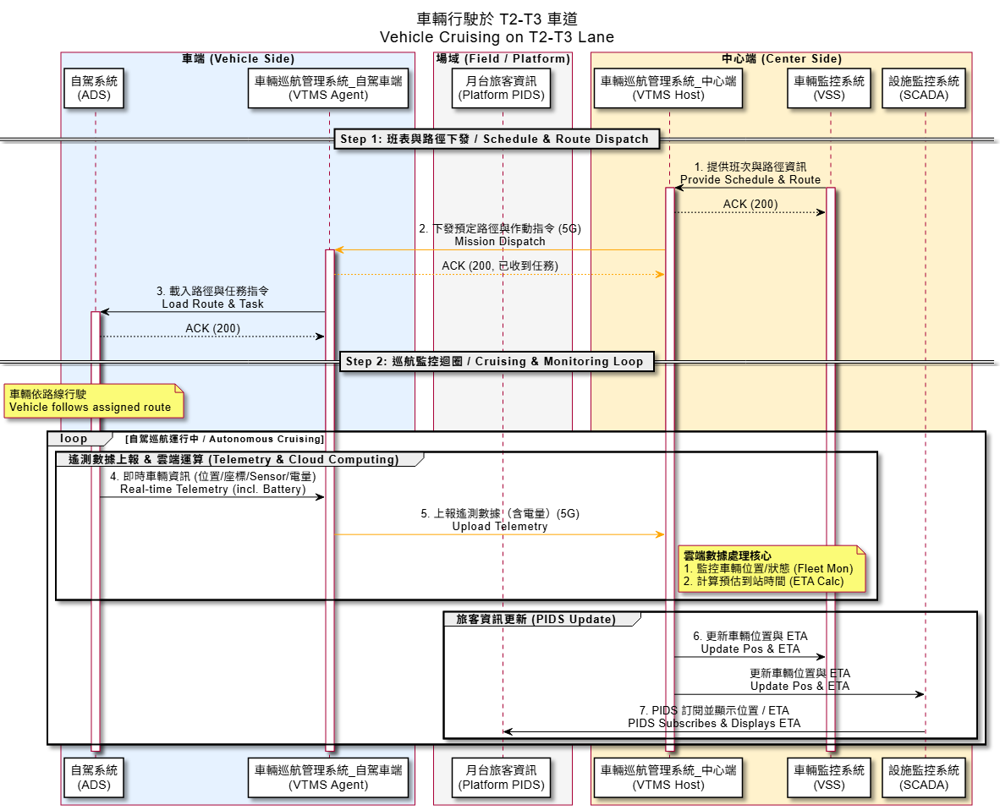 車輛行駛於 T2-T3 車道
Vehicle Cruising on T2-T3 Lane
車端 (Vehicle Side)
場域 (Field / Platform)
中心端 (Center Side)
自駕系統
(ADS)
車輛巡航管理系統_自駕車端
(VTMS Agent)
月台旅客資訊
(Platform PIDS)
車輛巡航管理系統_中心端
(VTMS Host)
車輛監控系統
(VSS)
設施監控系統
(SCADA)
Step 1: 班表與路徑下發 / Schedule & Route Dispatch
1. 提供班次與路徑資訊
Provide Schedule & Route
ACK (200)
2. 下發預定路徑與作動指令 (5G)
Mission Dispatch
ACK (200, 已收到任務)
3. 載入路徑與任務指令
Load Route & Task
ACK (200)
Step 2: 巡航監控迴圈 / Cruising & Monitoring Loop
車輛依路線行駛
Vehicle follows assigned route
loop [自駕巡航運行中 / Autonomous Cruising]
遙測數據上報 & 雲端運算 (Telemetry & Cloud Computing)
4. 即時車輛資訊 (位置/座標/Sensor/電量)
Real-time Telemetry (incl. Battery)
5. 上報遙測數據（含電量）(5G)
Upload Telemetry
雲端數據處理核心
1. 監控車輛位置/狀態 (Fleet Mon)
2. 計算預估到站時間 (ETA Calc)
旅客資訊更新 (PIDS Update)
6. 更新車輛位置與 ETA
Update Pos & ETA
更新車輛位置與 ETA
Update Pos & ETA
7. PIDS 訂閱並顯示位置 / ETA
PIDS Subscribes & Displays ETA
自駕系統
(ADS)
車輛巡航管理系統_自駕車端
(VTMS Agent)
月台旅客資訊
(Platform PIDS)
車輛巡航管理系統_中心端
(VTMS Host)
車輛監控系統
(VSS)
設施監控系統
(SCADA)